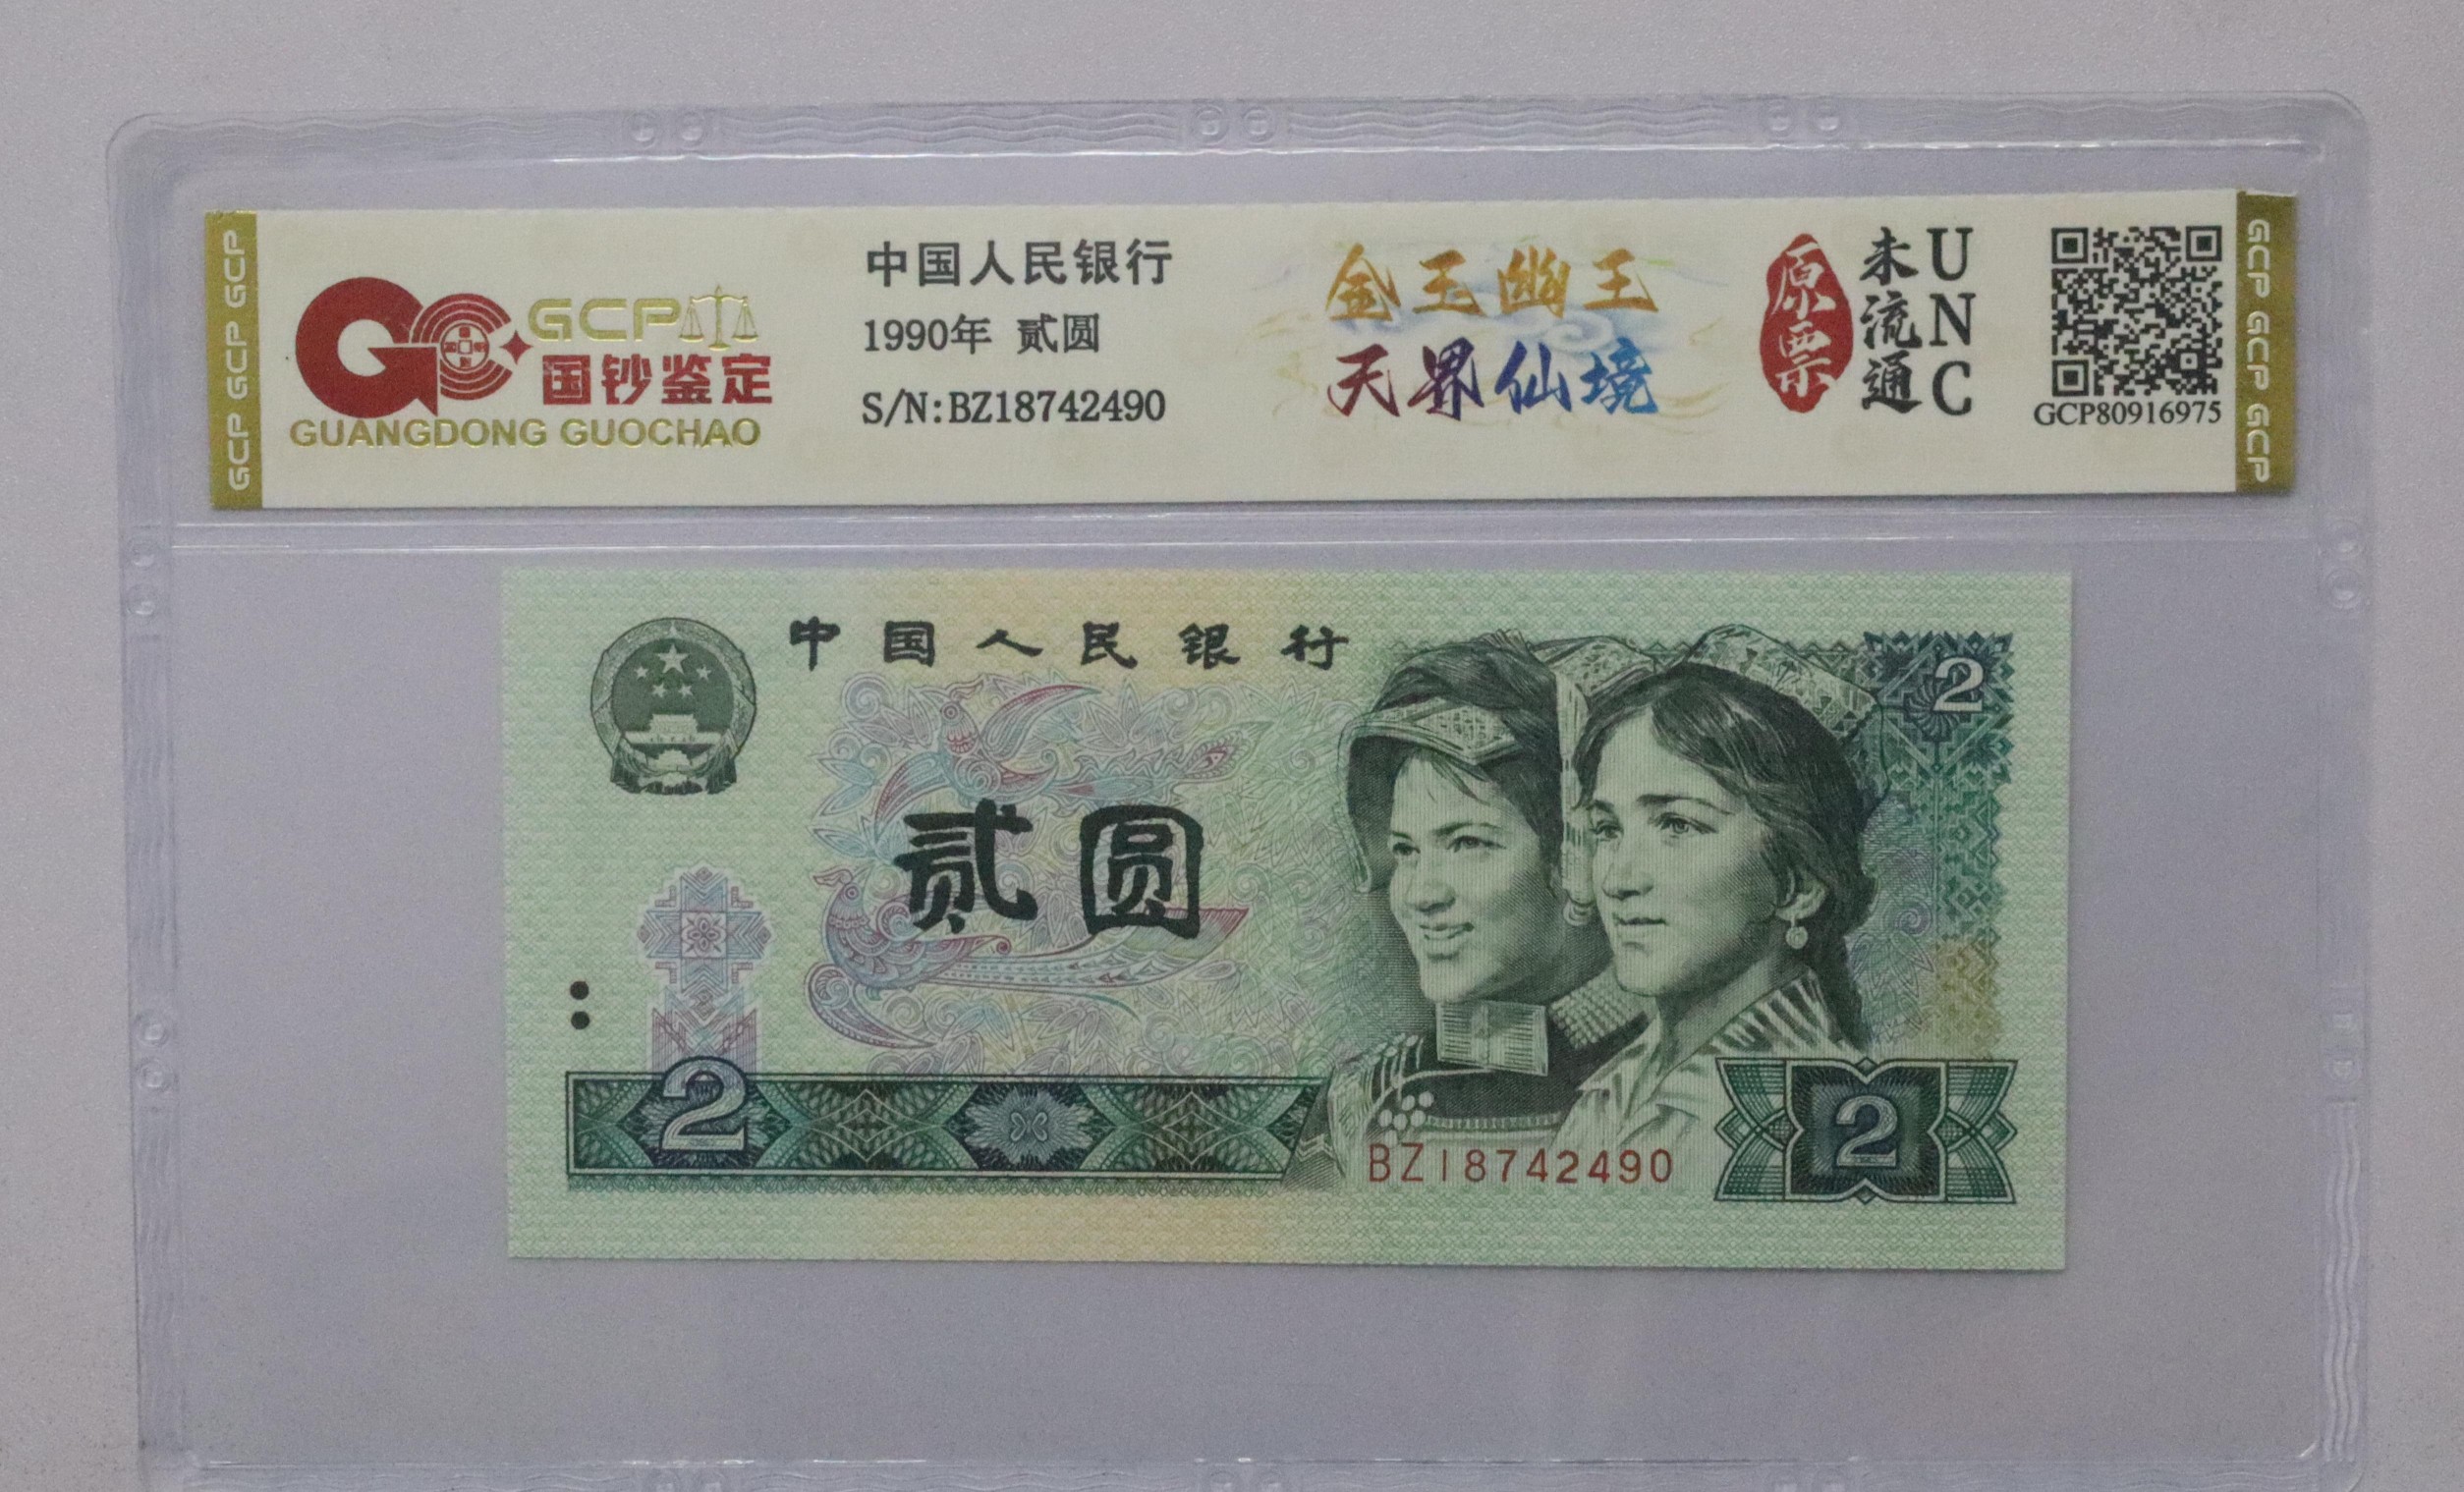 GCP GCP GCP
GCP
国钞鉴定
GUANGDONG GUOCHAO
中国人民银行
1990年 贰圆
S/N:BZ18742490
金玉幽王
天界仙境
原票
未流通
UNC
GCP80916975
GCP GCP GCP
中国人民银行
2
贰圆
2
BZ18742490
2